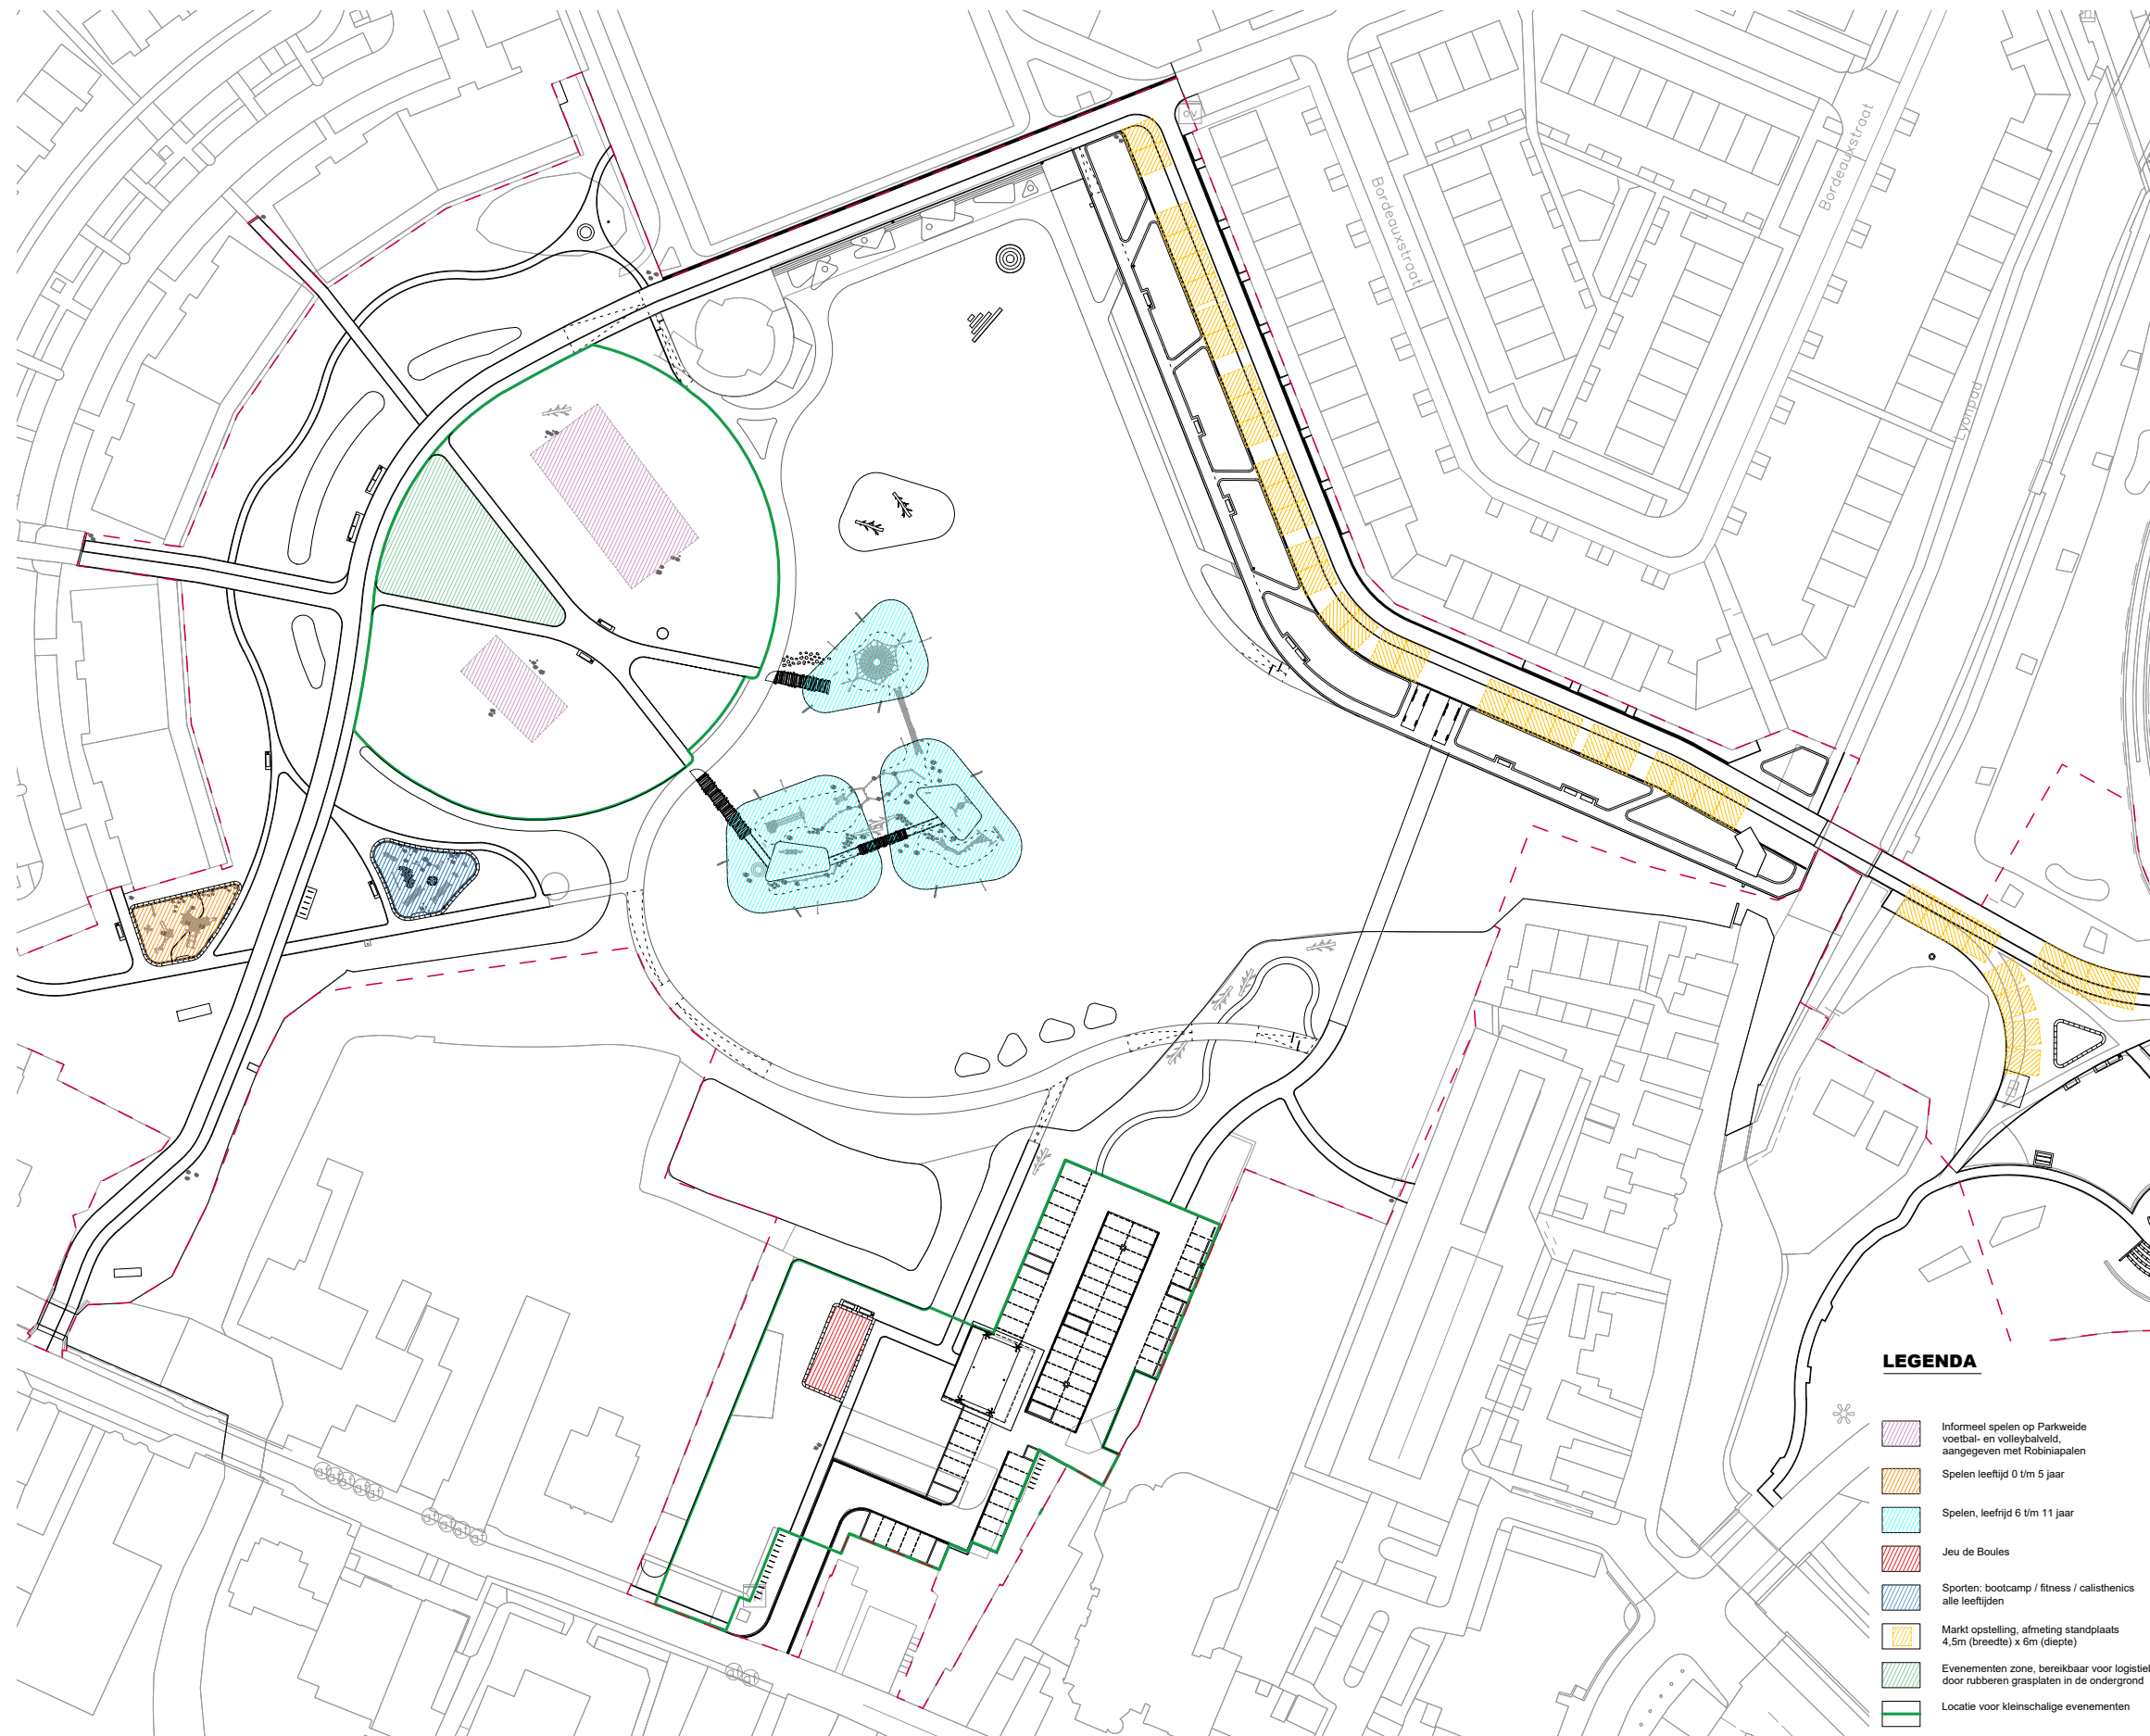 OV
Bordeauxstraat
Bordeauxstraat
Lyonpad
LEGENDA
Informeel spelen op Parkweide
voetbal- en volleybalveld,
aangegeven met Robiniapalen
Spelen leeftijd 0 t/m 5 jaar
Spelen, leefrijd 6 t/m 11 jaar
Jeu de Boules
Sporten: bootcamp / fitness / calisthenics
alle leeftijden
Markt opstelling, afmeting standplaats
4,5m (breedte) x 6m (diepte)
Evenementen zone, bereikbaar voor logistiek
door rubberen grasplaten in de ondergrond
Locatie voor kleinschalige evenementen